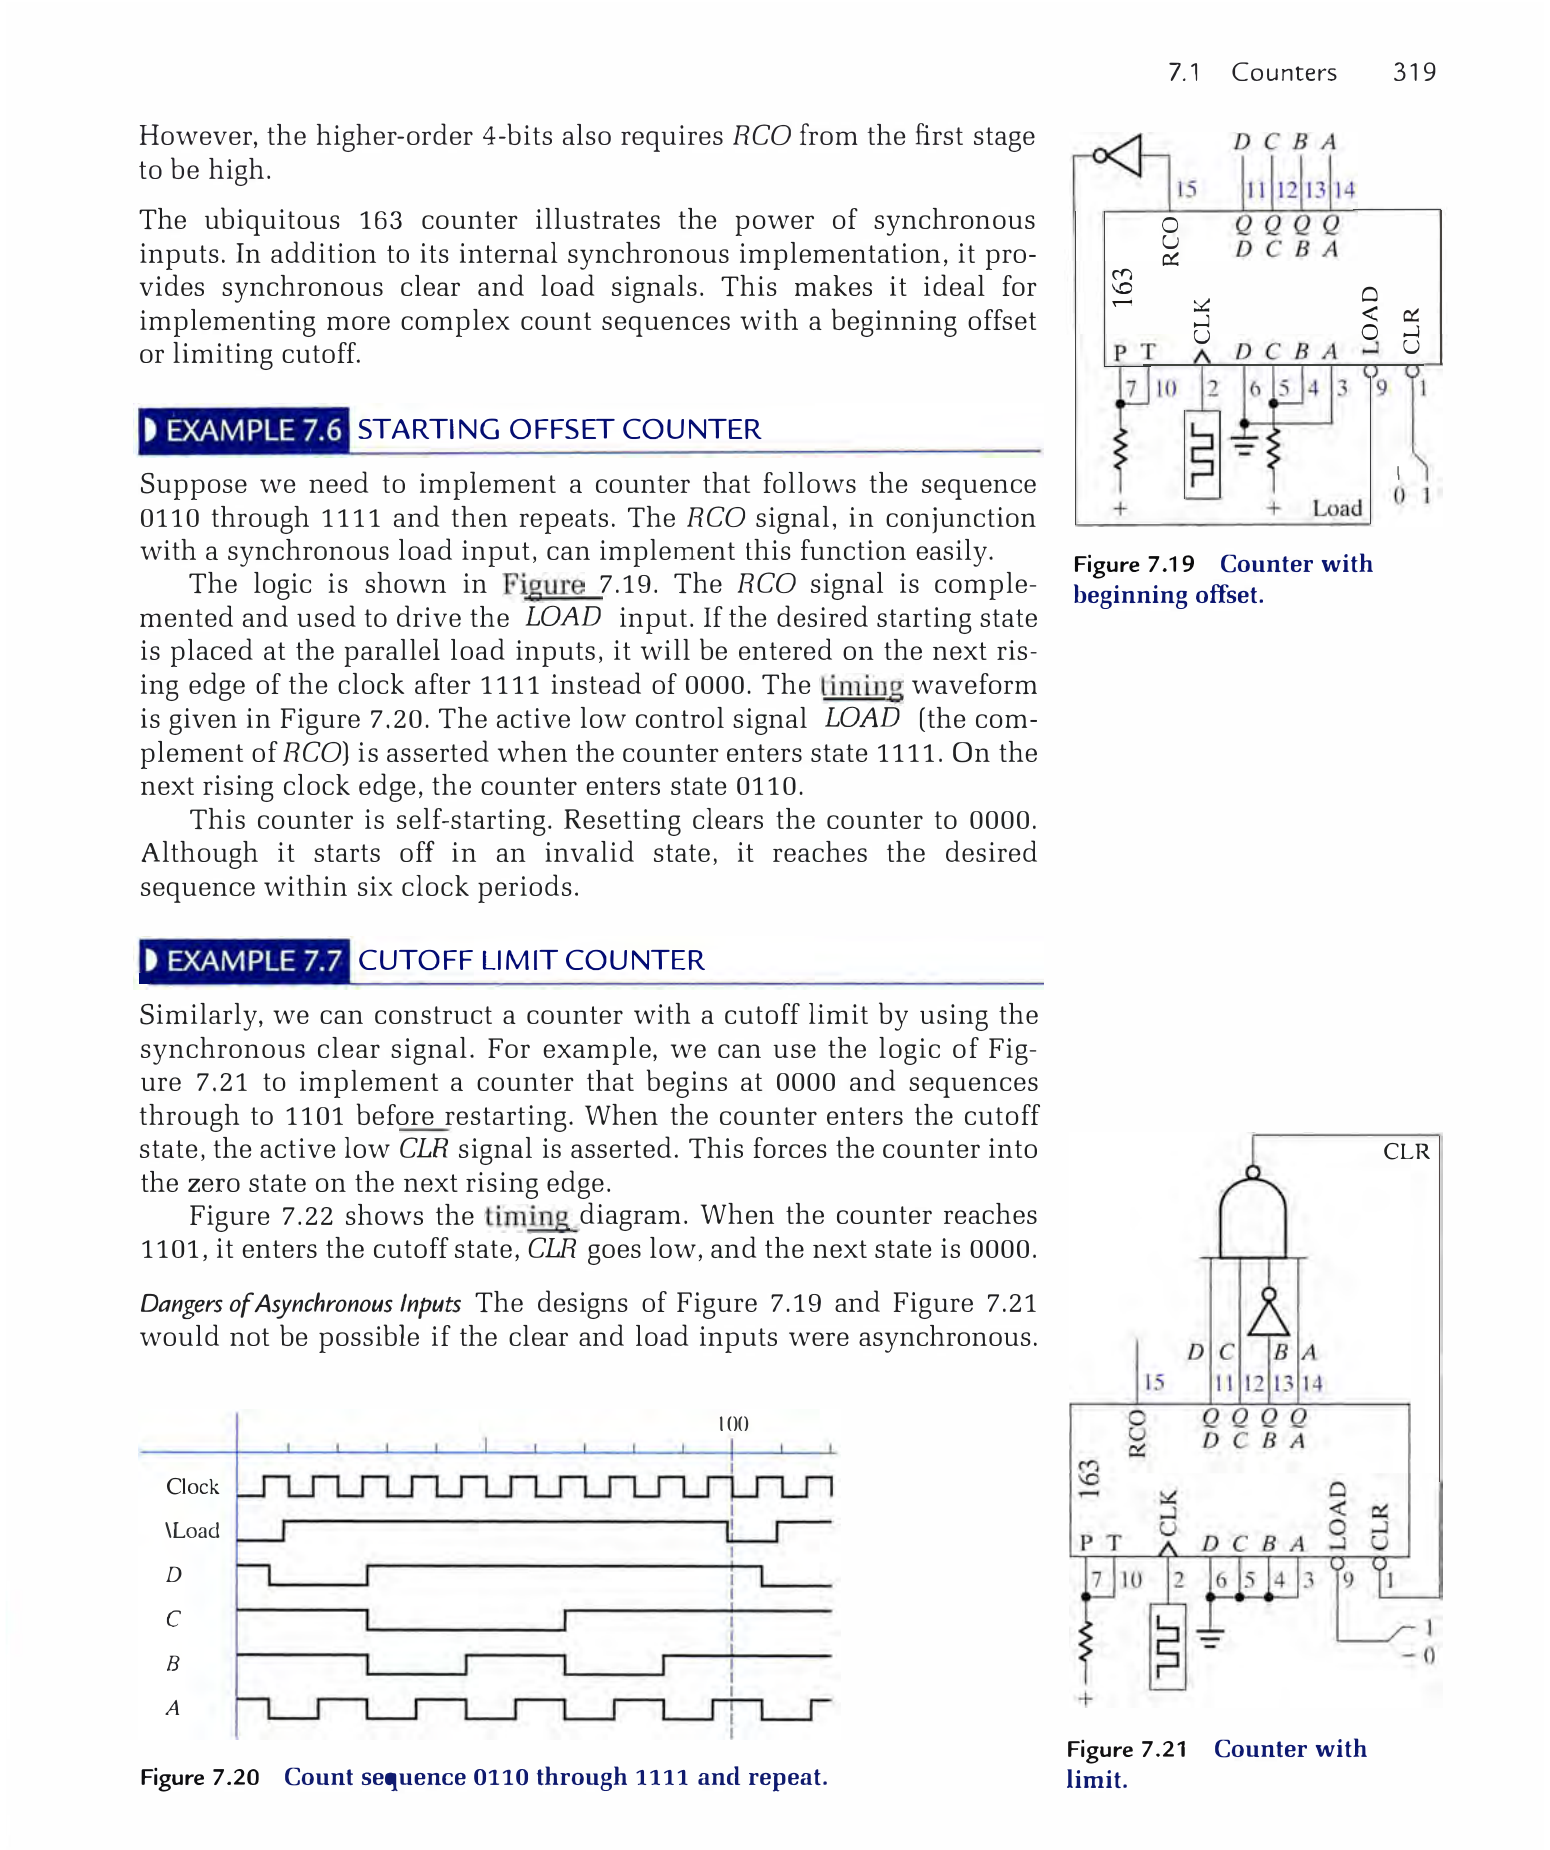 7.1 Counters 319
However, the higher-order 4-bits also requires RCO from the first stage
to be high.
The ubiquitous 163 counter illustrates the power of synchronous
inputs. In addition to its internal synchronous implementation, it pro-
vides synchronous clear and load signals. This makes it ideal for
implementing more complex count sequences with a beginning offset
or limiting cutoff.
EXAMPLE 7.6 STARTING OFFSET COUNTER
Suppose we need to implement a counter that follows the sequence
0110 through 1111 and then repeats. The RCO signal, in conjunction
with a synchronous load input, can implement this function easily.
The logic is shown in Figure 7.19. The RCO signal is comple-
mented and used to drive the LOAD input. If the desired starting state
is placed at the parallel load inputs, it will be entered on the next ris-
ing edge of the clock after 1111 instead of 0000. The timing waveform
is given in Figure 7.20. The active low control signal LOAD (the com-
plement of RCO) is asserted when the counter enters state 1111. On the
next rising clock edge, the counter enters state 0110.
This counter is self-starting. Resetting clears the counter to 0000.
Although it starts off in an invalid state, it reaches the desired
sequence within six clock periods.
EXAMPLE 7.7 CUTOFF LIMIT COUNTER
Similarly, we can construct a counter with a cutoff limit by using the
synchronous clear signal. For example, we can use the logic of Fig-
ure 7.21 to implement a counter that begins at 0000 and sequences
through to 1101 before restarting. When the counter enters the cutoff
state, the active low CLR signal is asserted. This forces the counter into
the zero state on the next rising edge.
Figure 7.22 shows the timing diagram. When the counter reaches
1101, it enters the cutoff state, CLR goes low, and the next state is 0000.
Dangers of Asynchronous Inputs The designs of Figure 7.19 and Figure 7.21
would not be possible if the clear and load inputs were asynchronous.
100
Clock
\Load
D
C
B
A
Figure 7.20 Count sequence 0110 through 1111 and repeat.
D C B A
15 11 12 13 14
RCO
Q Q Q Q
D C B A
163
CLK
LOAD
CLR
P T D C B A
7 10 2 6 5 4 3 9 1
0 1
+ + Load
Figure 7.19 Counter with
beginning offset.
CLR
D C B A
15 11 12 13 14
RCO
Q Q Q Q
D C B A
163
CLK
LOAD
CLR
P T D C B A
7 10 2 6 5 4 3 9 1
1
0
+
Figure 7.21 Counter with
limit.